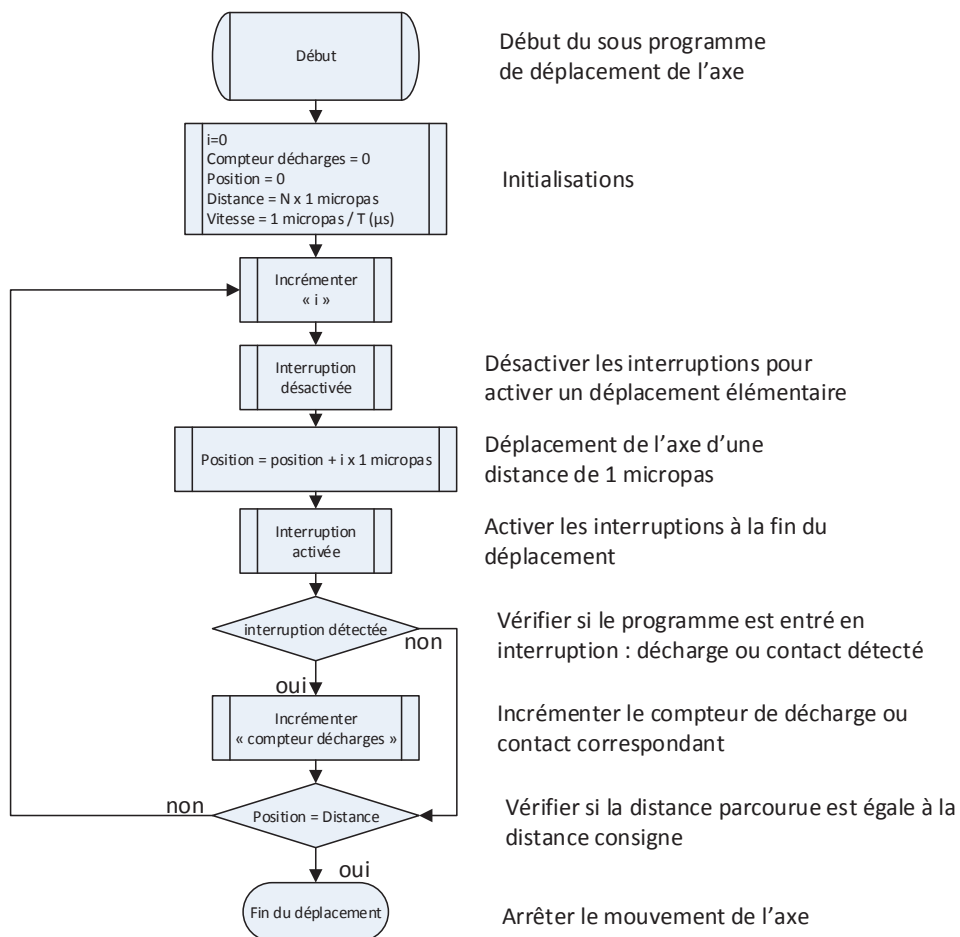 Début
Début du sous programme
de déplacement de l’axe
i=0
Compteur décharges = 0
Position = 0
Distance = N x 1 micropas
Vitesse = 1 micropas / T (µs)
Initialisations
Incrémenter
« i »
Interruption
désactivée
Désactiver les interruptions pour
activer un déplacement élémentaire
Position = position + i x 1 micropas
Déplacement de l’axe d’une
distance de 1 micropas
Interruption
activée
Activer les interruptions à la fin du
déplacement
interruption détectée
non
oui
Vérifier si le programme est entré en
interruption : décharge ou contact détecté
Incrémenter
« compteur décharges »
Incrémenter le compteur de décharge ou
contact correspondant
non
Position = Distance
oui
Vérifier si la distance parcourue est égale à la
distance consigne
Fin du déplacement
Arrêter le mouvement de l’axe